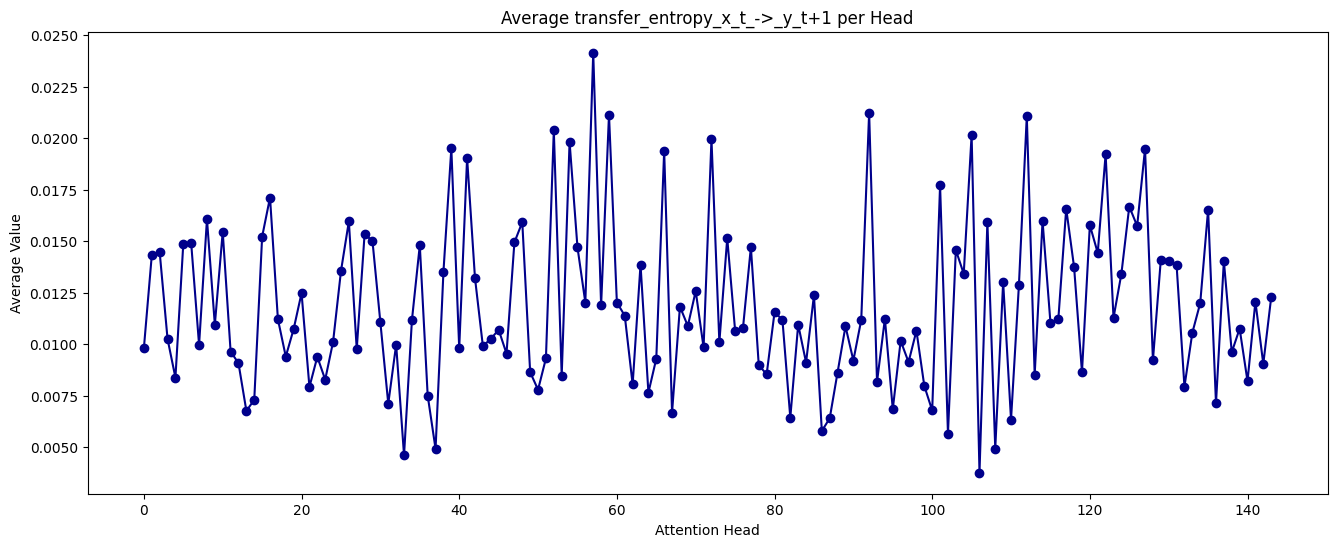 Average transfer_entropy_x_t_->_y_t+1 per Head
Average Value
0.0250
0.0225
0.0200
0.0175
0.0150
0.0125
0.0100
0.0075
0.0050
0 20 40 60 80 100 120 140
Attention Head